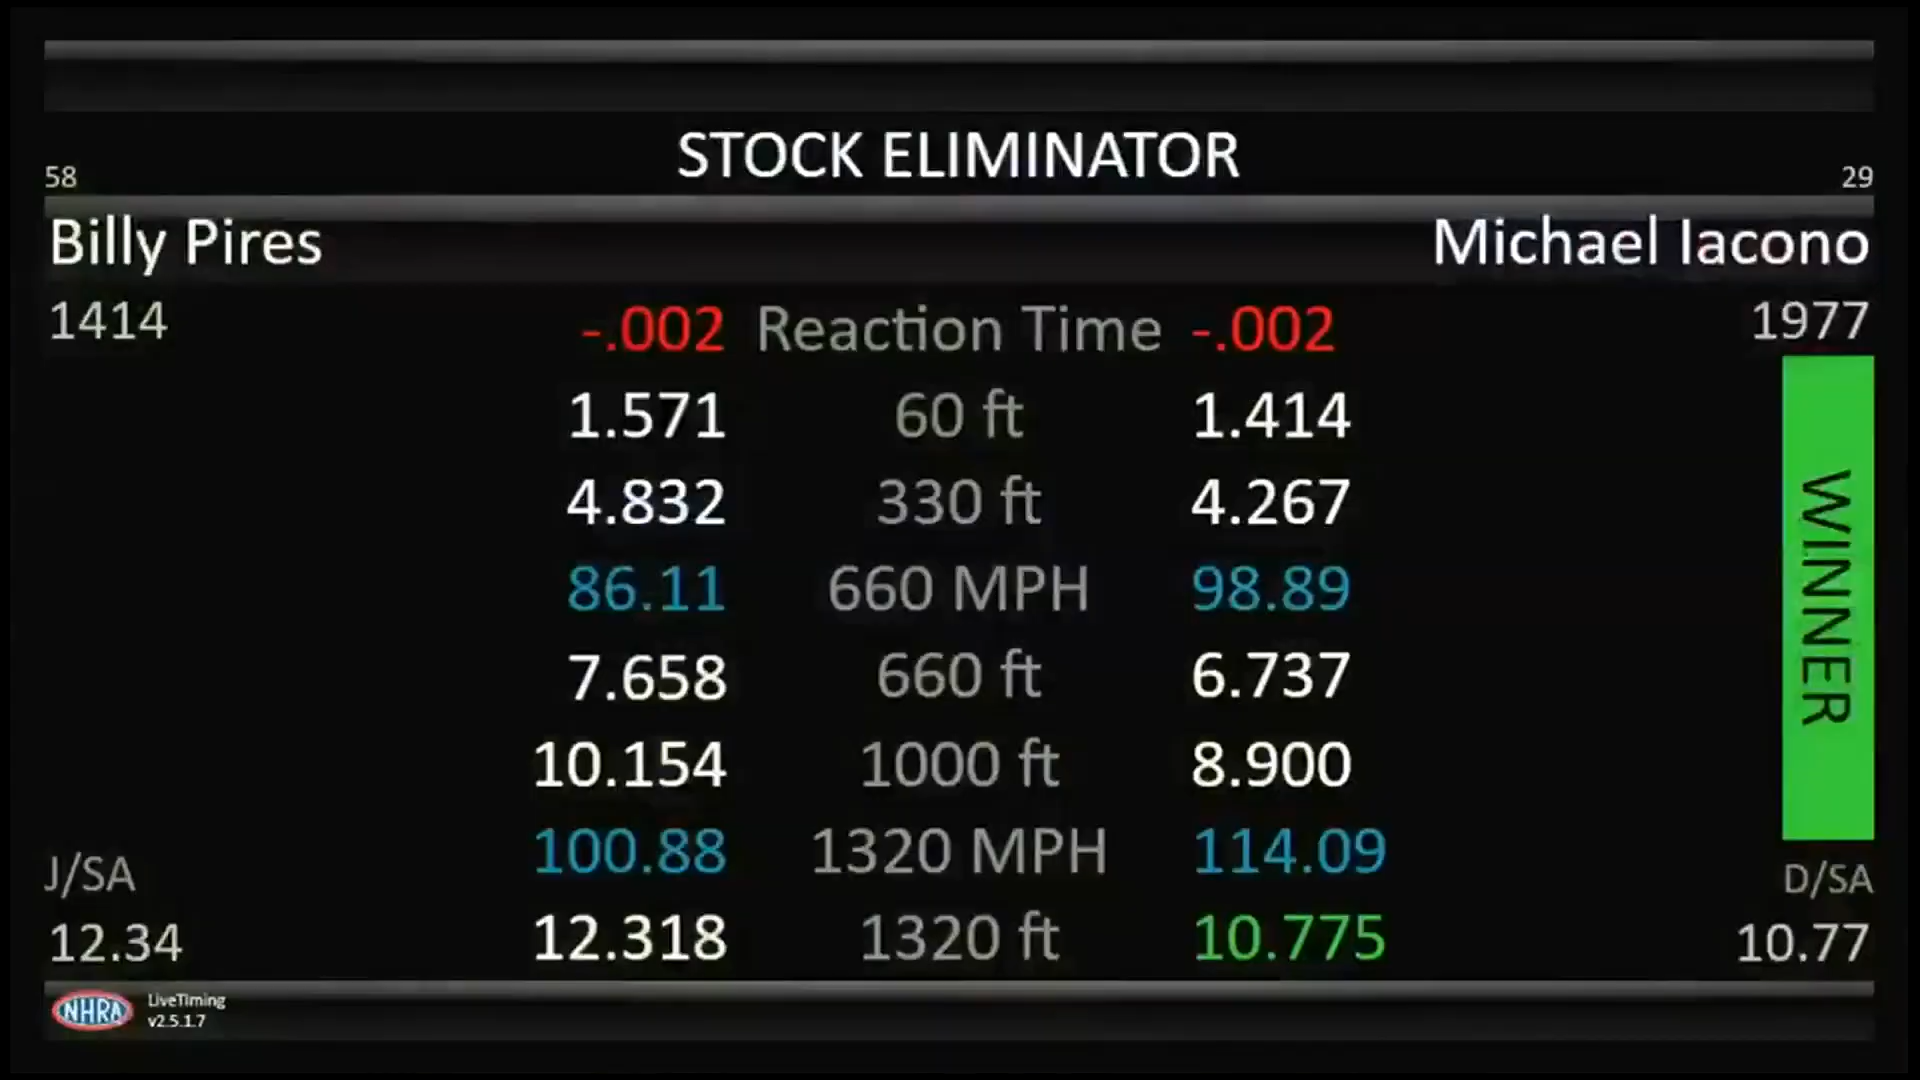 STOCK ELIMINATOR
58 29
Billy Pires Michael Iacono
1414 -.002 Reaction Time -.002 1977
1.571 60 ft 1.414
4.832 330 ft 4.267
86.11 660 MPH 98.89
7.658 660 ft 6.737
10.154 1000 ft 8.900
100.88 1320 MPH 114.09
WINNER
J/SA D/SA
12.34 12.318 1320 ft 10.775 10.77
NHRA LiveTiming
v2.5.1.7